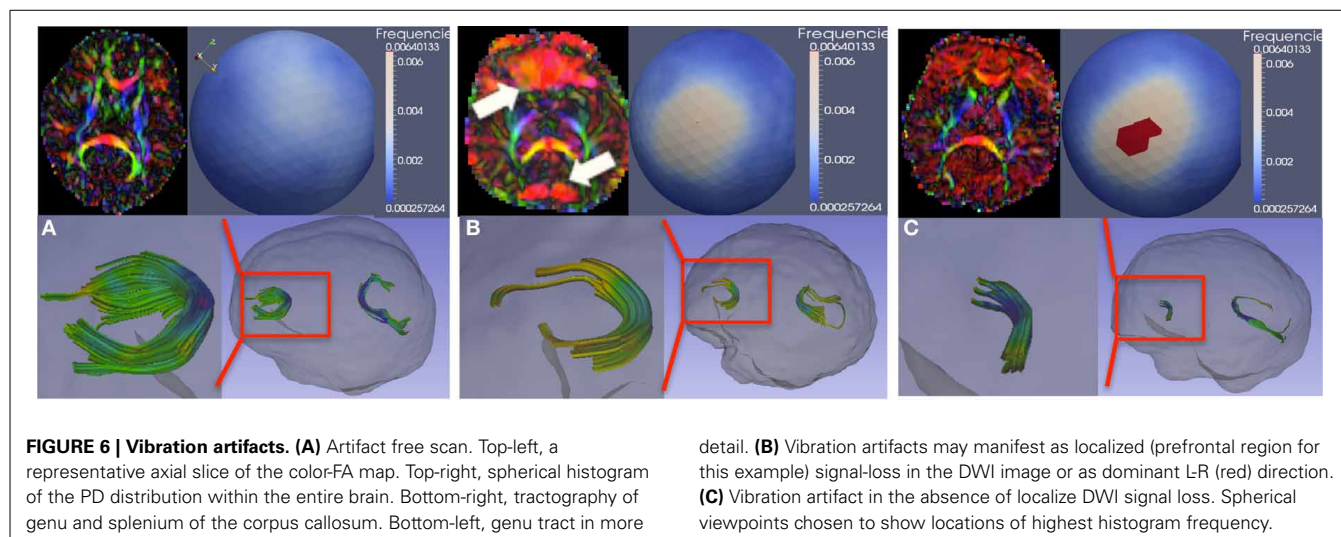 Frequencies
0.00640133
0.006
0.004
0.002
0.000257264
Frequencies
0.00640133
0.006
0.004
0.002
0.000257264
Frequencies
0.00640133
0.006
0.004
0.002
0.000257264
A
B
C
FIGURE 6 | Vibration artifacts. (A) Artifact free scan. Top-left, a
representative axial slice of the color-FA map. Top-right, spherical histogram
of the PD distribution within the entire brain. Bottom-right, tractography of
genu and splenium of the corpus callosum. Bottom-left, genu tract in more
detail. (B) Vibration artifacts may manifest as localized (prefrontal region for
this example) signal-loss in the DWI image or as dominant L-R (red) direction.
(C) Vibration artifact in the absence of localize DWI signal loss. Spherical
viewpoints chosen to show locations of highest histogram frequency.